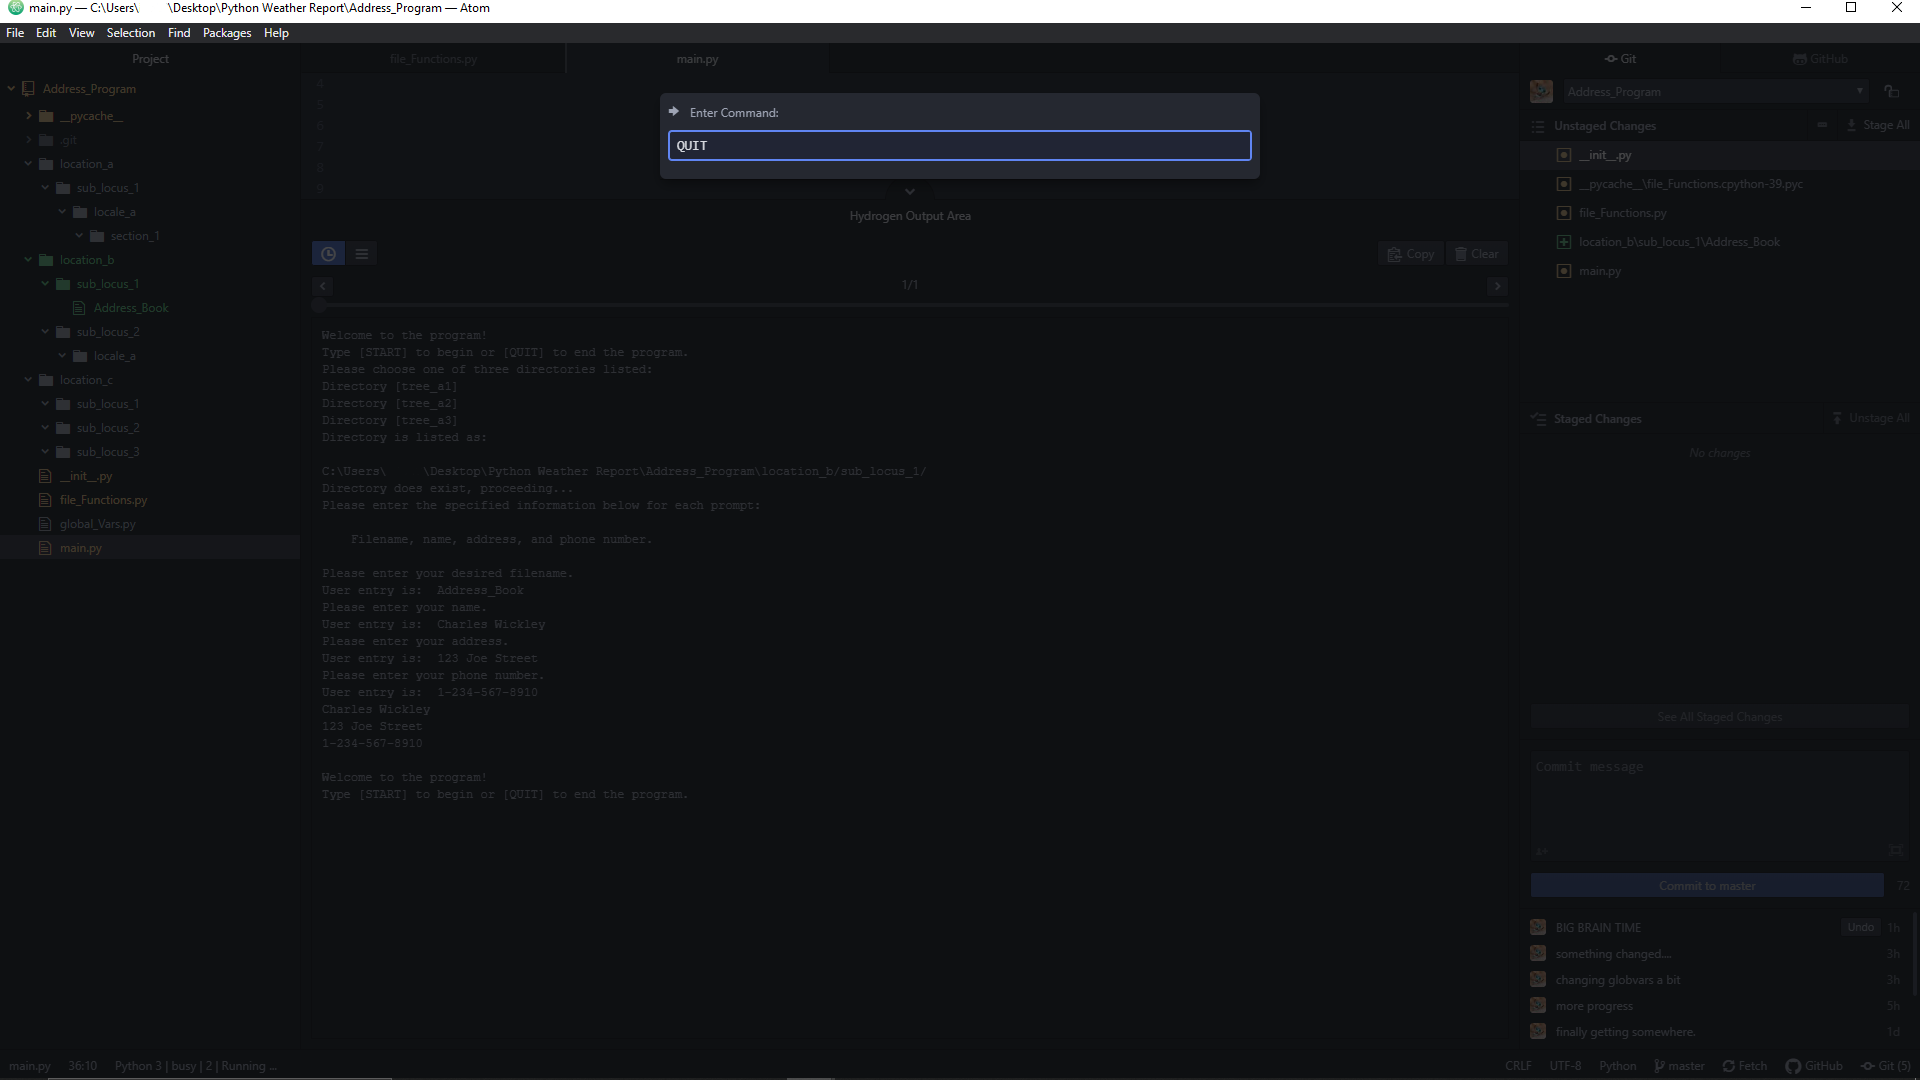 main.py — C:\Users\ \Desktop\Python Weather Report\Address_Program — Atom
File Edit View Selection Find Packages Help
Project
Address_Program
__pycache__
.git
location_a
sub_locus_1
locale_a
section_1
location_b
sub_locus_1
Address_Book
sub_locus_2
locale_a
location_c
sub_locus_1
sub_locus_2
sub_locus_3
__init__.py
file_Functions.py
global_Vars.py
main.py
file_Functions.py
main.py
4
5
6
7
8
9
Enter Command:
QUIT
Hydrogen Output Area
Copy
Clear
1/1
Welcome to the program!
Type [START] to begin or [QUIT] to end the program.
Please choose one of three directories listed:
Directory [tree_a1]
Directory [tree_a2]
Directory [tree_a3]
Directory is listed as:
C:\Users\ \Desktop\Python Weather Report\Address_Program\location_b/sub_locus_1/
Directory does exist, proceeding...
Please enter the specified information below for each prompt:
Filename, name, address, and phone number.
Please enter your desired filename.
User entry is: Address_Book
Please enter your name.
User entry is: Charles Wickley
Please enter your address.
User entry is: 123 Joe Street
Please enter your phone number.
User entry is: 1-234-567-8910
Charles Wickley
123 Joe Street
1-234-567-8910
Welcome to the program!
Type [START] to begin or [QUIT] to end the program.
Git
GitHub
Address_Program
Unstaged Changes
Stage All
__init__.py
__pycache__\file_Functions.cpython-39.pyc
file_Functions.py
location_b\sub_locus_1\Address_Book
main.py
Staged Changes
Unstage All
No changes
See All Staged Changes
Commit message
Commit to master
72
BIG BRAIN TIME Undo 1h
something changed.... 3h
changing globvars a bit 3h
more progress 5h
finally getting somewhere. 1d
main.py 36:10 Python 3 | busy | 2 | Running ...
CRLF UTF-8 Python master Fetch GitHub Git (5)